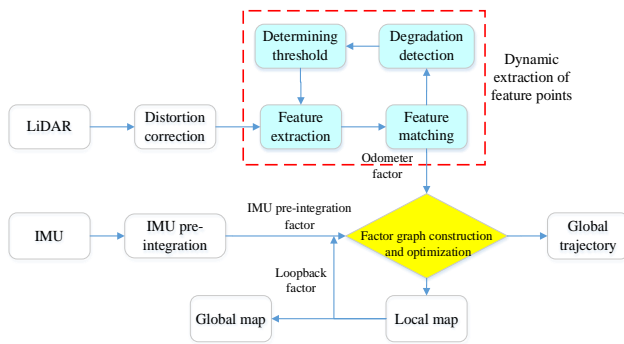 Determining
threshold
Degradation
detection
Dynamic
extraction of
feature points
LiDAR
Distortion
correction
Feature
extraction
Feature
matching
Odometer
factor
IMU
IMU pre-
integration
IMU pre-integration
factor
Factor graph construction
and optimization
Global
trajectory
Loopback
factor
Global map
Local map